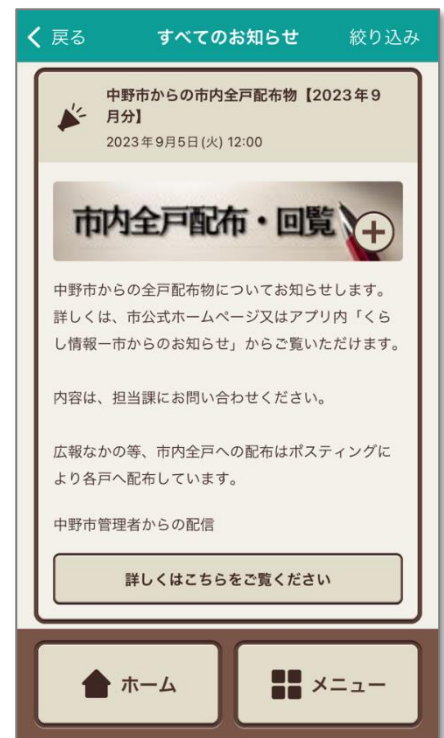 戻る すべてのお知らせ 絞り込み
中野市からの市内全戸配布物【2023年9
月分】
2023年9月5日(火) 12:00
市内全戸配布・回覧
中野市からの全戸配布物についてお知らせします。
詳しくは、市公式ホームページ又はアプリ内「くら
し情報ー市からのお知らせ」からご覧いただけます。
内容は、担当課にお問い合わせください。
広報なかの等、市内全戸への配布はポスティングに
より各戸へ配布しています。
中野市管理者からの配信
詳しくはこちらをご覧ください
ホーム メニュー